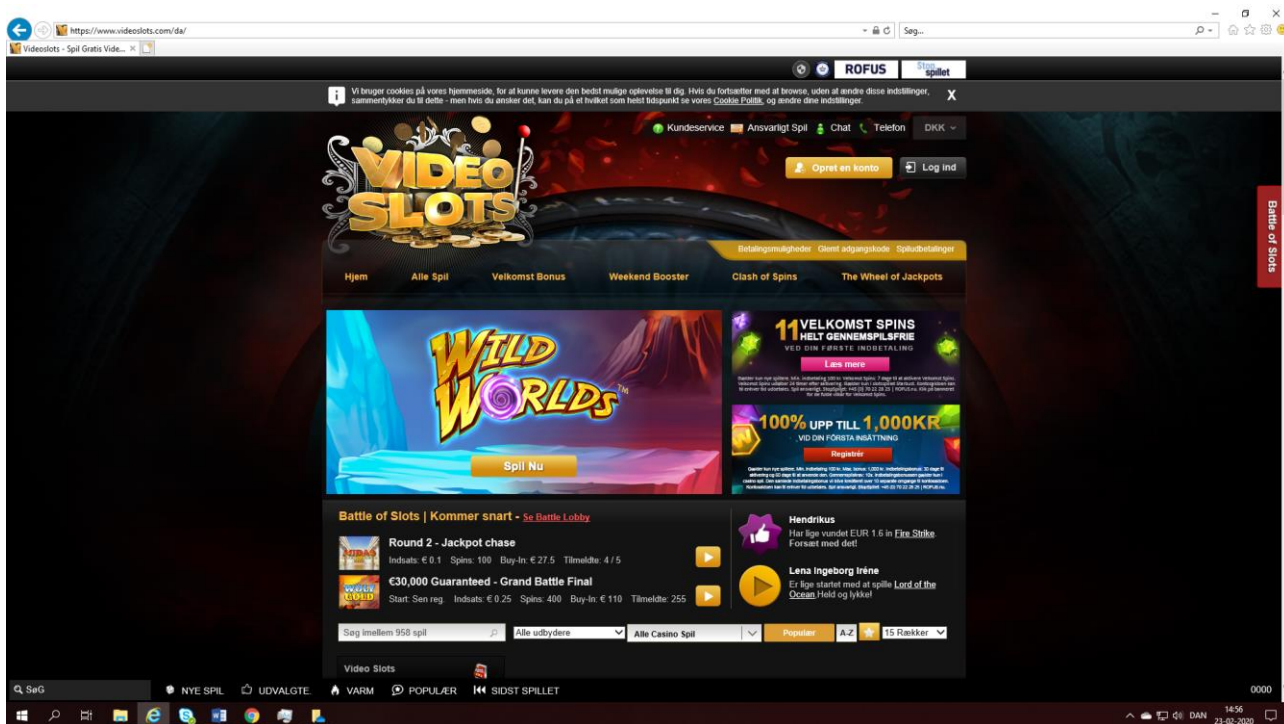 https://www.videoslots.com/da/
Søg...
Videoslots - Spil Gratis Vide...
ROFUS
Stop spillet
Vi bruger cookies på vores hjemmeside, for at kunne levere den bedst mulige oplevelse til dig. Hvis du fortsætter med at browse, uden at ændre disse indstillinger,
sammentykker du til dette - men hvis du ønsker det, kan du på et hvilket som helst tidspunkt se vores Cookie Politik, og ændre dine indstillinger.
X
Kundeservice Ansvarligt Spil Chat Telefon DKK
VIDEO
SLOTS
Opret en konto
Log ind
Battle of Slots
Betalingsmuligheder Glemt adgangskode Spiludbetalinger
Hjem Alle Spil Velkomst Bonus Weekend Booster Clash of Spins The Wheel of Jackpots
WILD
WORLDS™
Spil Nu
11 VELKOMST SPINS
HELT GENNEMSPILSFRIE
VED DIN FØRSTE INDBETALING
Læs mere
100% UPP TILL 1,000KR
VID DIN FÖRSTA INSÄTTNING
Registrér
Battle of Slots | Kommer snart - Se Battle Lobby
Round 2 - Jackpot chase
Indsats: € 0.1 Spins: 100 Buy-In: € 27.5 Tilmeldte: 4 / 5
€30,000 Guaranteed - Grand Battle Final
Start: Sen reg. Indsats: € 0.25 Spins: 400 Buy-In: € 110 Tilmeldte: 255
MIDAS
WOLF
GOLD
Hendrikus
Har lige vundet EUR 1.6 in Fire Strike.
Forsæt med det!
Lena Ingeborg Iréne
Er lige startet med at spille Lord of the
Ocean Held og lykke!
Søg imellem 958 spil
Alle udbydere
Alle Casino Spil
Populær
A-Z
15 Rækker
Video Slots
SøG
NYE SPIL UDVALGTE VARM POPULÆR SIDST SPILLET
0000
DAN
14:56
23-02-2020